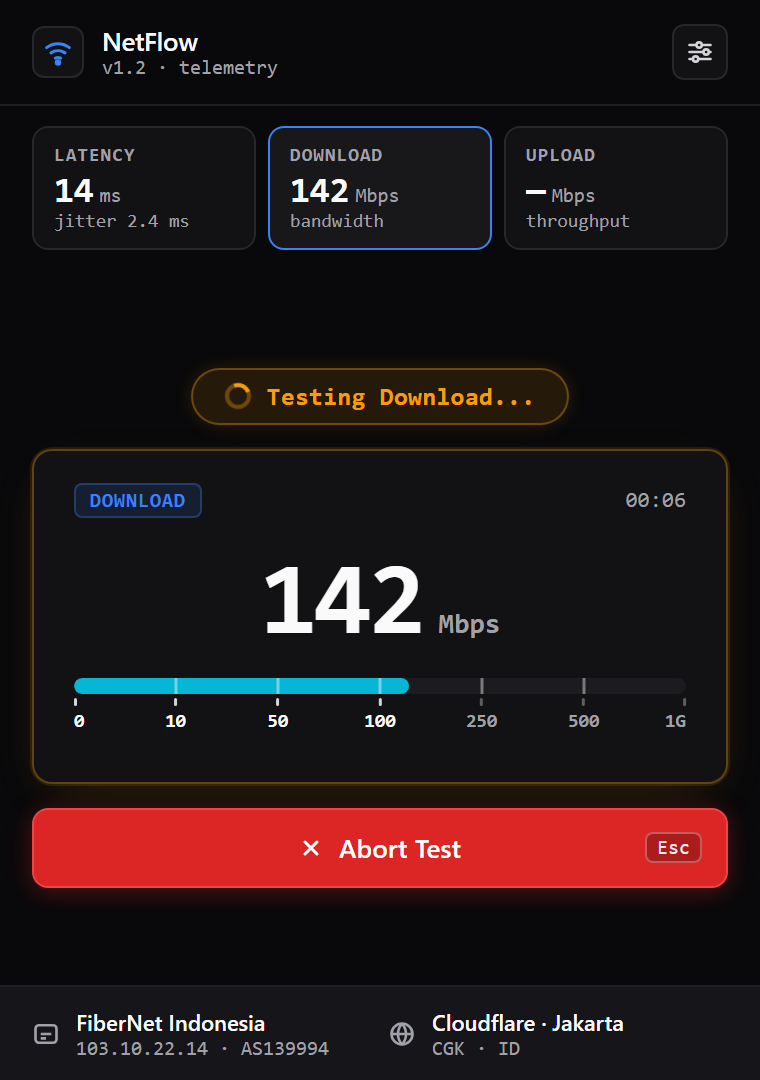 NetFlow
v1.2 · telemetry
LATENCY
14 ms
jitter 2.4 ms
DOWNLOAD
142 Mbps
bandwidth
UPLOAD
— Mbps
throughput
Testing Download...
DOWNLOAD
00:06
142 Mbps
0 10 50 100 250 500 1G
✕ Abort Test Esc
FiberNet Indonesia
103.10.22.14 · AS139994
Cloudflare · Jakarta
CGK · ID